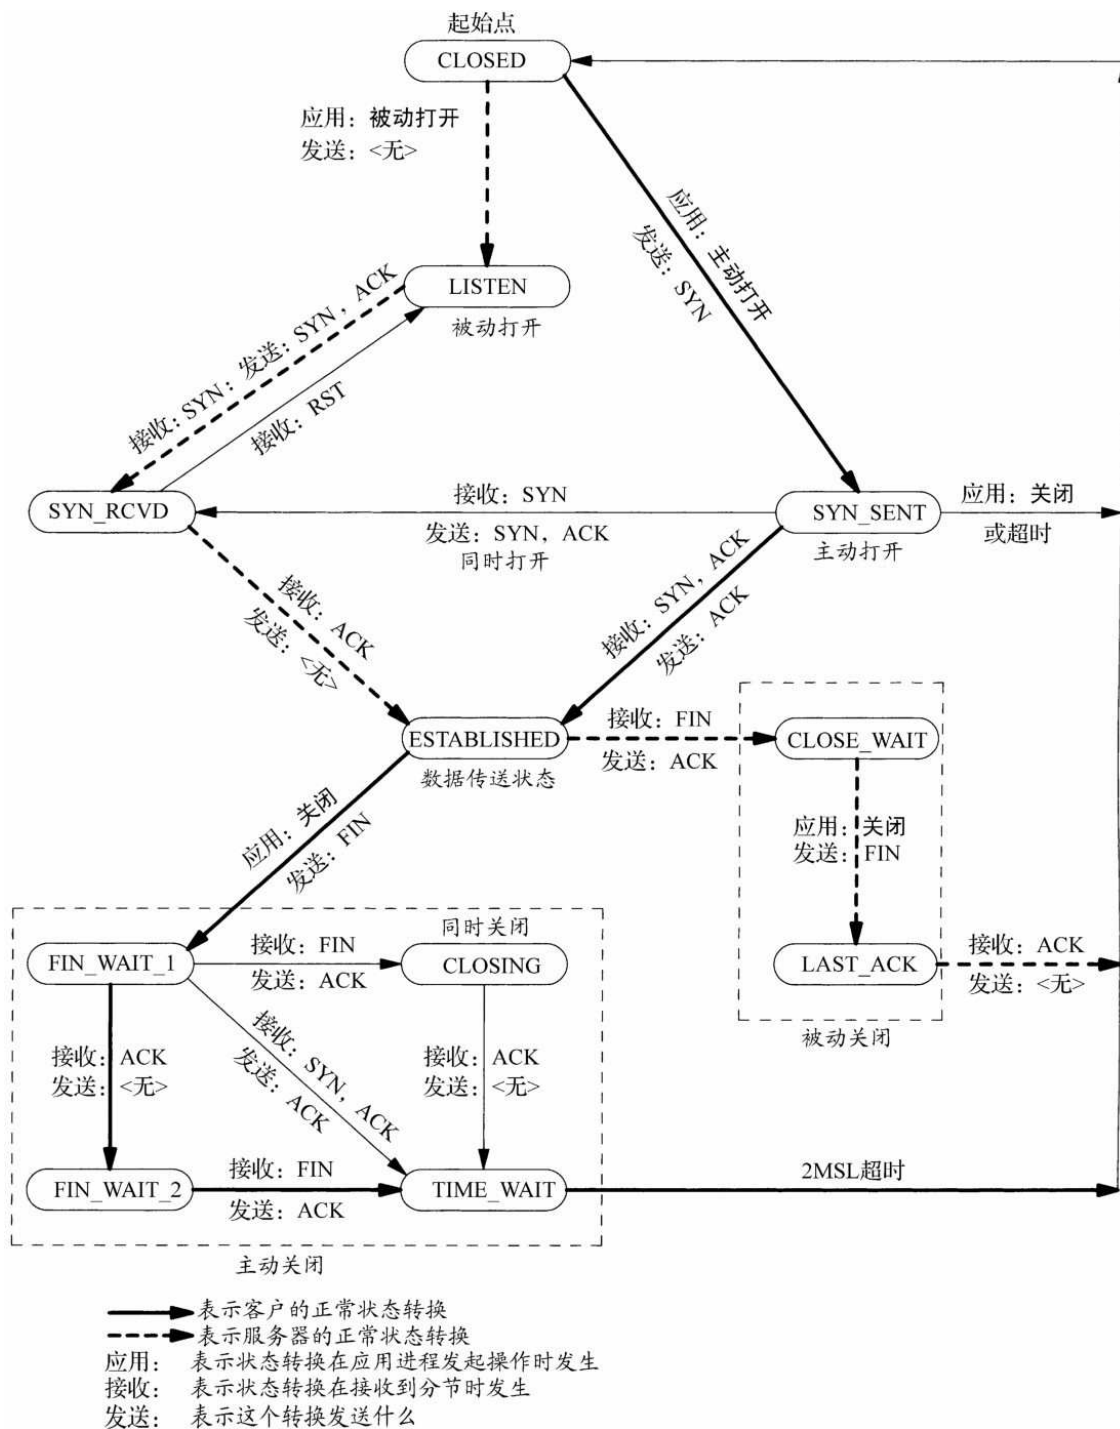 起始点
CLOSED
应用：被动打开
发送：<无>
应用：主动打开
发送：SYN
LISTEN
被动打开
接收：SYN；发送：SYN，ACK
接收：RST
SYN_RCVD
接收：SYN
发送：SYN，ACK
同时打开
SYN_SENT
主动打开
应用：关闭
或超时
接收：ACK
发送：<无>
接收：SYN，ACK
发送：ACK
ESTABLISHED
数据传送状态
接收：FIN
发送：ACK
CLOSE_WAIT
应用：关闭
发送：FIN
应用：关闭
发送：FIN
LAST_ACK
接收：ACK
发送：<无>
被动关闭
同时关闭
FIN_WAIT_1
接收：FIN
发送：ACK
CLOSING
接收：ACK
发送：<无>
接收：SYN，ACK
发送：ACK
接收：ACK
发送：<无>
FIN_WAIT_2
接收：FIN
发送：ACK
TIME_WAIT
2MSL超时
主动关闭
表示客户的正常状态转换
表示服务器的正常状态转换
应用： 表示状态转换在应用进程发起操作时发生
接收： 表示状态转换在接收到分节时发生
发送： 表示这个转换发送什么